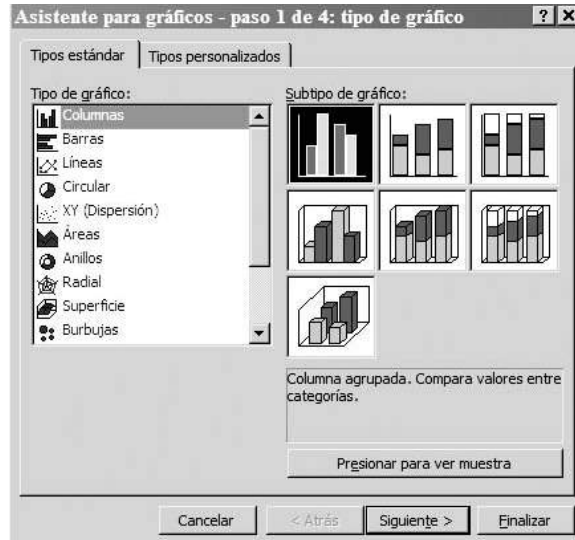 Asistente para gráficos - paso 1 de 4: tipo de gráfico
Tipos estándar
Tipos personalizados
Tipo de gráfico:
Columnas
Barras
Líneas
Circular
XY (Dispersión)
Áreas
Anillos
Radial
Superficie
Burbujas
Subtipo de gráfico:
Columna agrupada. Compara valores entre
categorías.
Presionar para ver muestra
Cancelar
< Atrás
Siguiente >
Finalizar